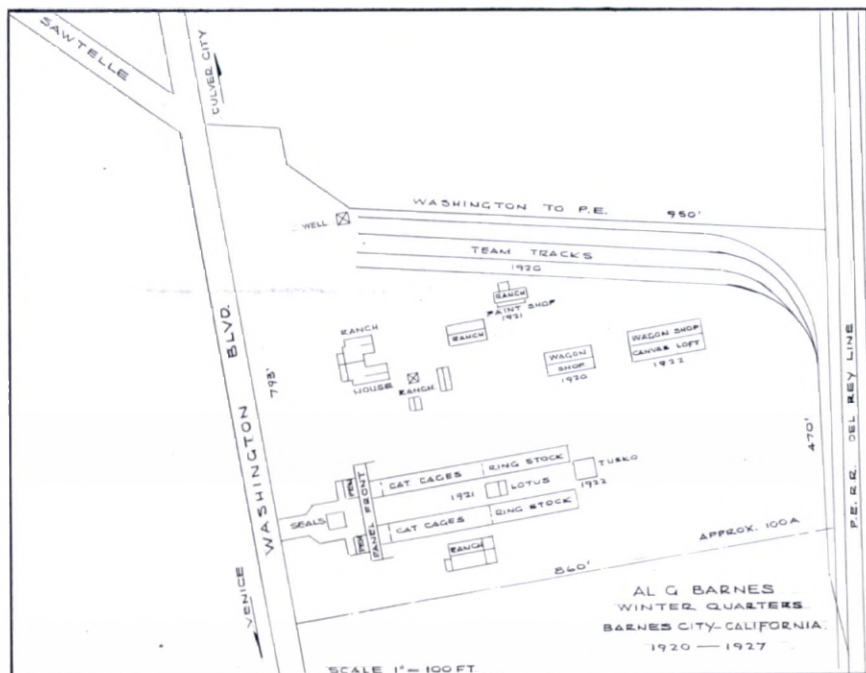 SAWTELLE
CULVER CITY
WASHINGTON TO P.E. 950'
WELL
TEAM TRACKS
1920
RANCH
PAINT SHOP
1921
RANCH
RANCH
HOUSE
RANCH
WAGON
SHOP
1920
WAGON SHOP
CANVAS LOFT
1922
WASHINGTON BLVD.
793'
470'
P.E.R.R. DEL REY LINE
PEN
PANEL FRONT
CAT CAGES
RING STOCK
TUSKO
1922
1921
LOTUS
SEALS
CAT CAGES
RING STOCK
PEN
RANCH
APPROX. 100A
860'
VENICE
AL G BARNES
WINTER QUARTERS
BARNES CITY-CALIFORNIA.
1920 — 1927
SCALE 1" = 100 FT.